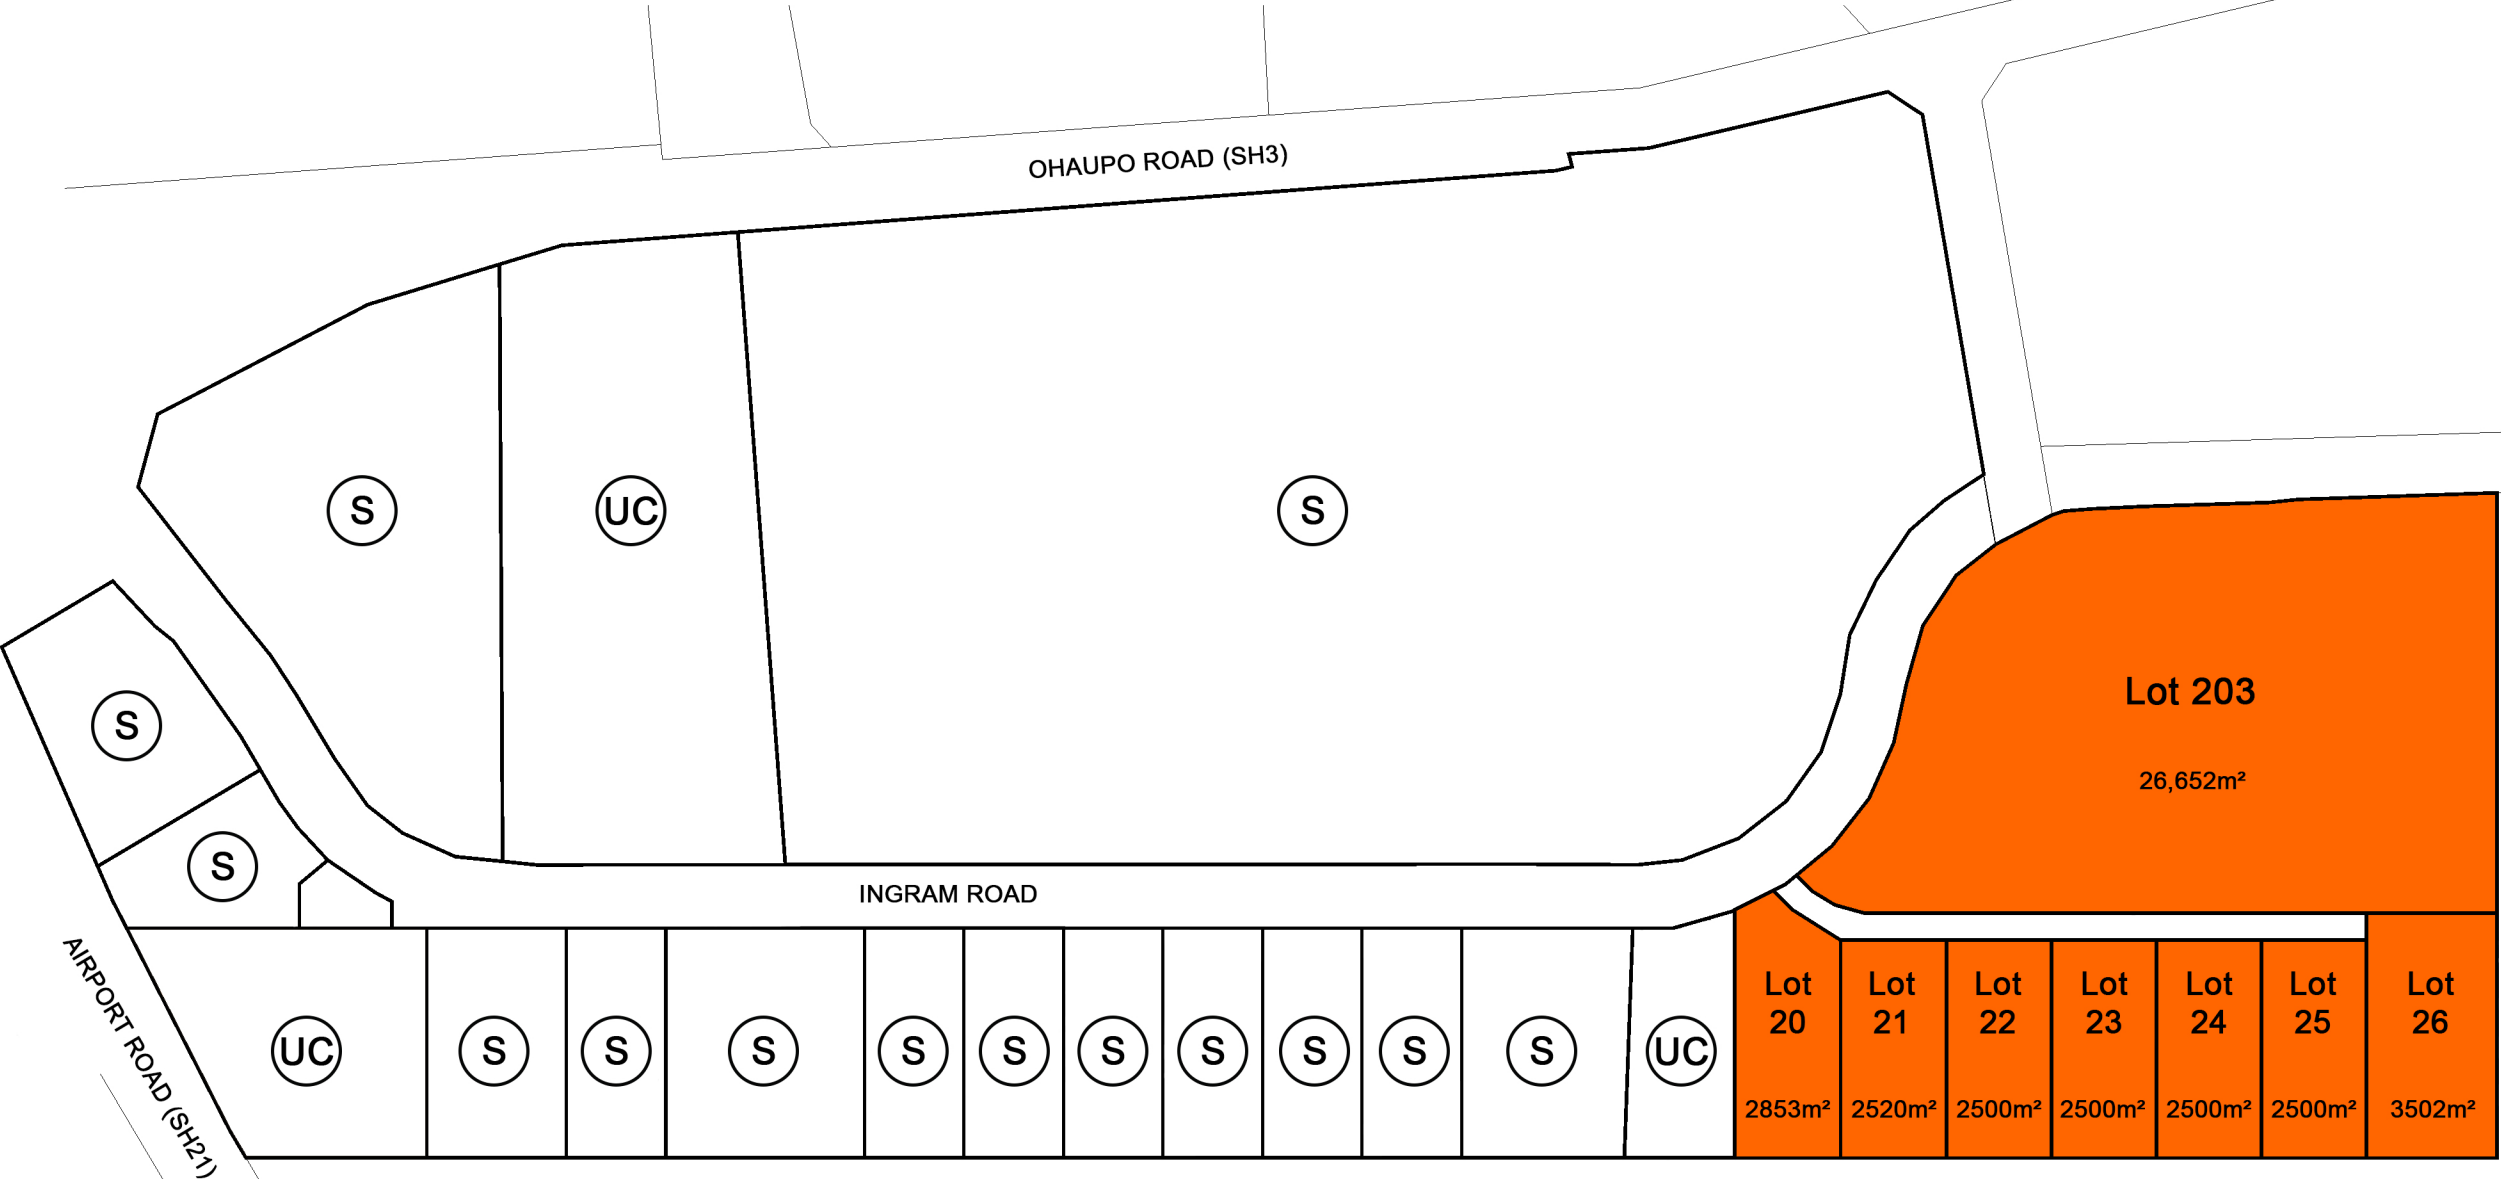 OHAUPO ROAD (SH3)
S
UC
S
Lot 203
26,652m²
S
S
INGRAM ROAD
AIRPORT ROAD (SH21)
UC
S
S
S
S
S
S
S
S
S
S
UC
Lot
20
2853m²
Lot
21
2520m²
Lot
22
2500m²
Lot
23
2500m²
Lot
24
2500m²
Lot
25
2500m²
Lot
26
3502m²